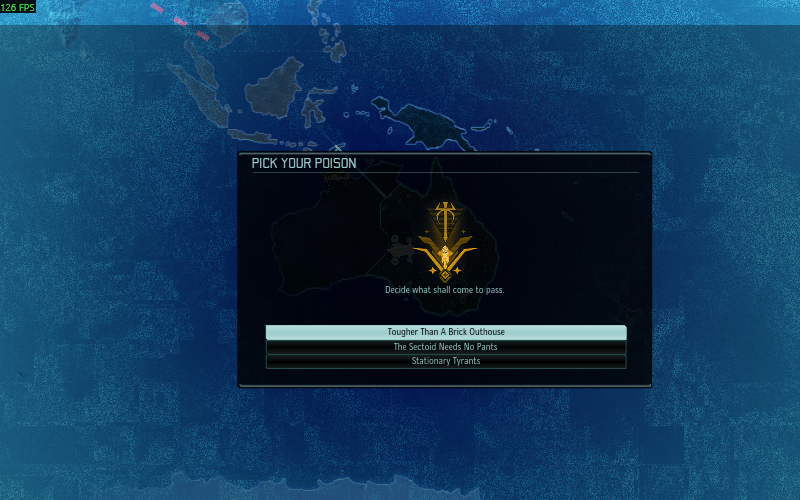 126 FPS
PICK YOUR POISON
Decide what shall come to pass.
Tougher Than A Brick Outhouse
The Sectoid Needs No Pants
Stationary Tyrants